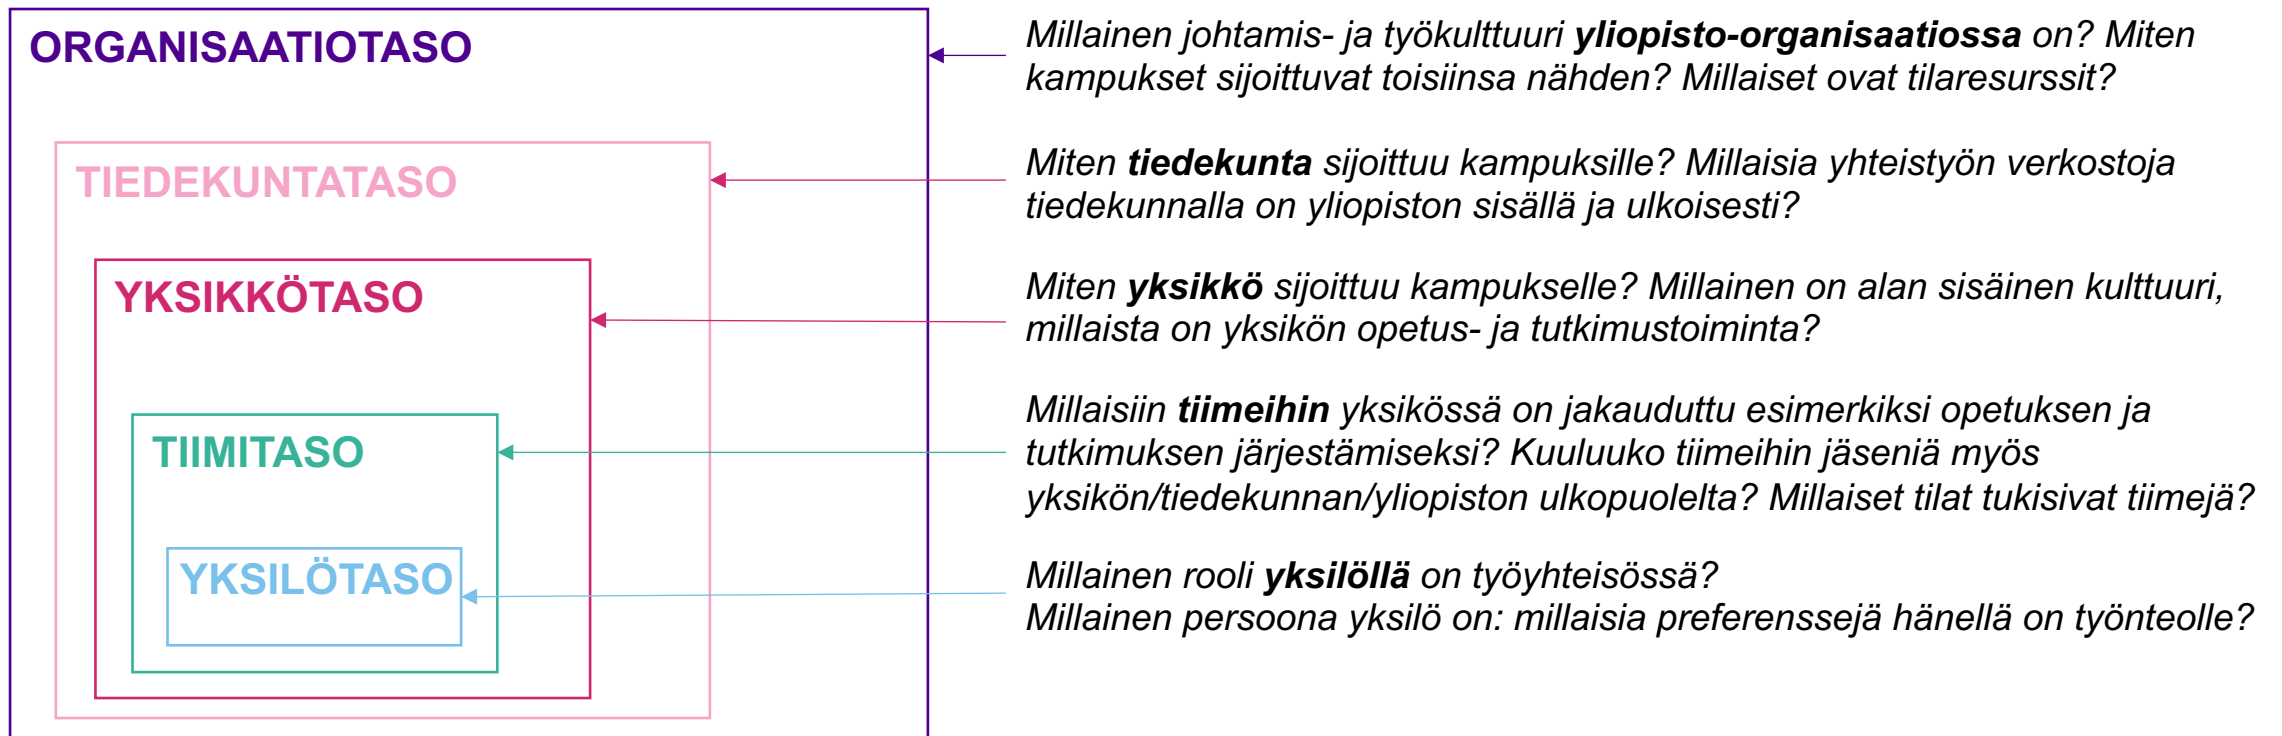 ORGANISAATIOTASO
Millainen johtamis- ja työkulttuuri yliopisto-organisaatiossa on? Miten
kampukset sijoittuvat toisiinsa nähden? Millaiset ovat tilaresurssit?
TIEDEKUNTATASO
Miten tiedekunta sijoittuu kampuksille? Millaisia yhteistyön verkostoja
tiedekunnalla on yliopiston sisällä ja ulkoisesti?
YKSIKKÖTASO
Miten yksikkö sijoittuu kampukselle? Millainen on alan sisäinen kulttuuri,
millaista on yksikön opetus- ja tutkimustoiminta?
TIIMITASO
Millaisiin tiimeihin yksikössä on jakauduttu esimerkiksi opetuksen ja
tutkimuksen järjestämiseksi? Kuuluuko tiimeihin jäseniä myös
yksikön/tiedekunnan/yliopiston ulkopuolelta? Millaiset tilat tukisivat tiimejä?
YKSILÖTASO
Millainen rooli yksilöllä on työyhteisössä?
Millainen persoona yksilö on: millaisia preferenssejä hänellä on työnteolle?